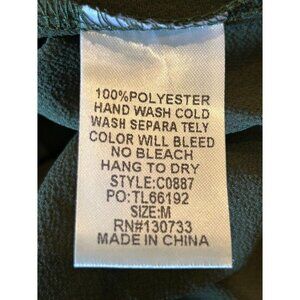 100%POLYESTER
HAND WASH COLD
WASH SEPARA TELY
COLOR WILL BLEED
NO BLEACH
HANG TO DRY
STYLE:C0887
PO:TL66192
SIZE:M
RN#130733
MADE IN CHINA